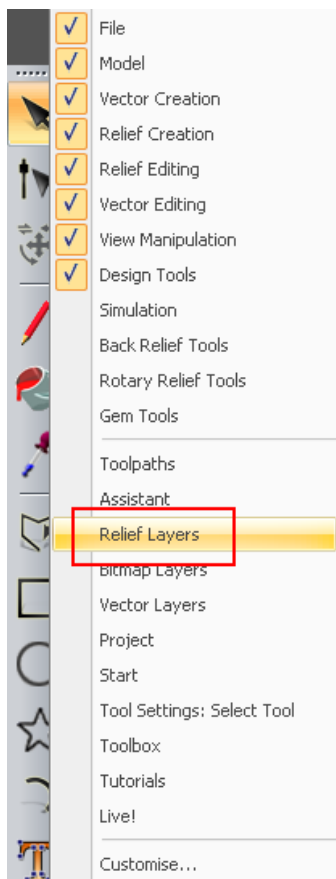 File
Model
Vector Creation
Relief Creation
Relief Editing
Vector Editing
View Manipulation
Design Tools
Simulation
Back Relief Tools
Rotary Relief Tools
Gem Tools
Toolpaths
Assistant
Relief Layers
Bitmap Layers
Vector Layers
Project
Start
Tool Settings: Select Tool
Toolbox
Tutorials
Live!
Customise...